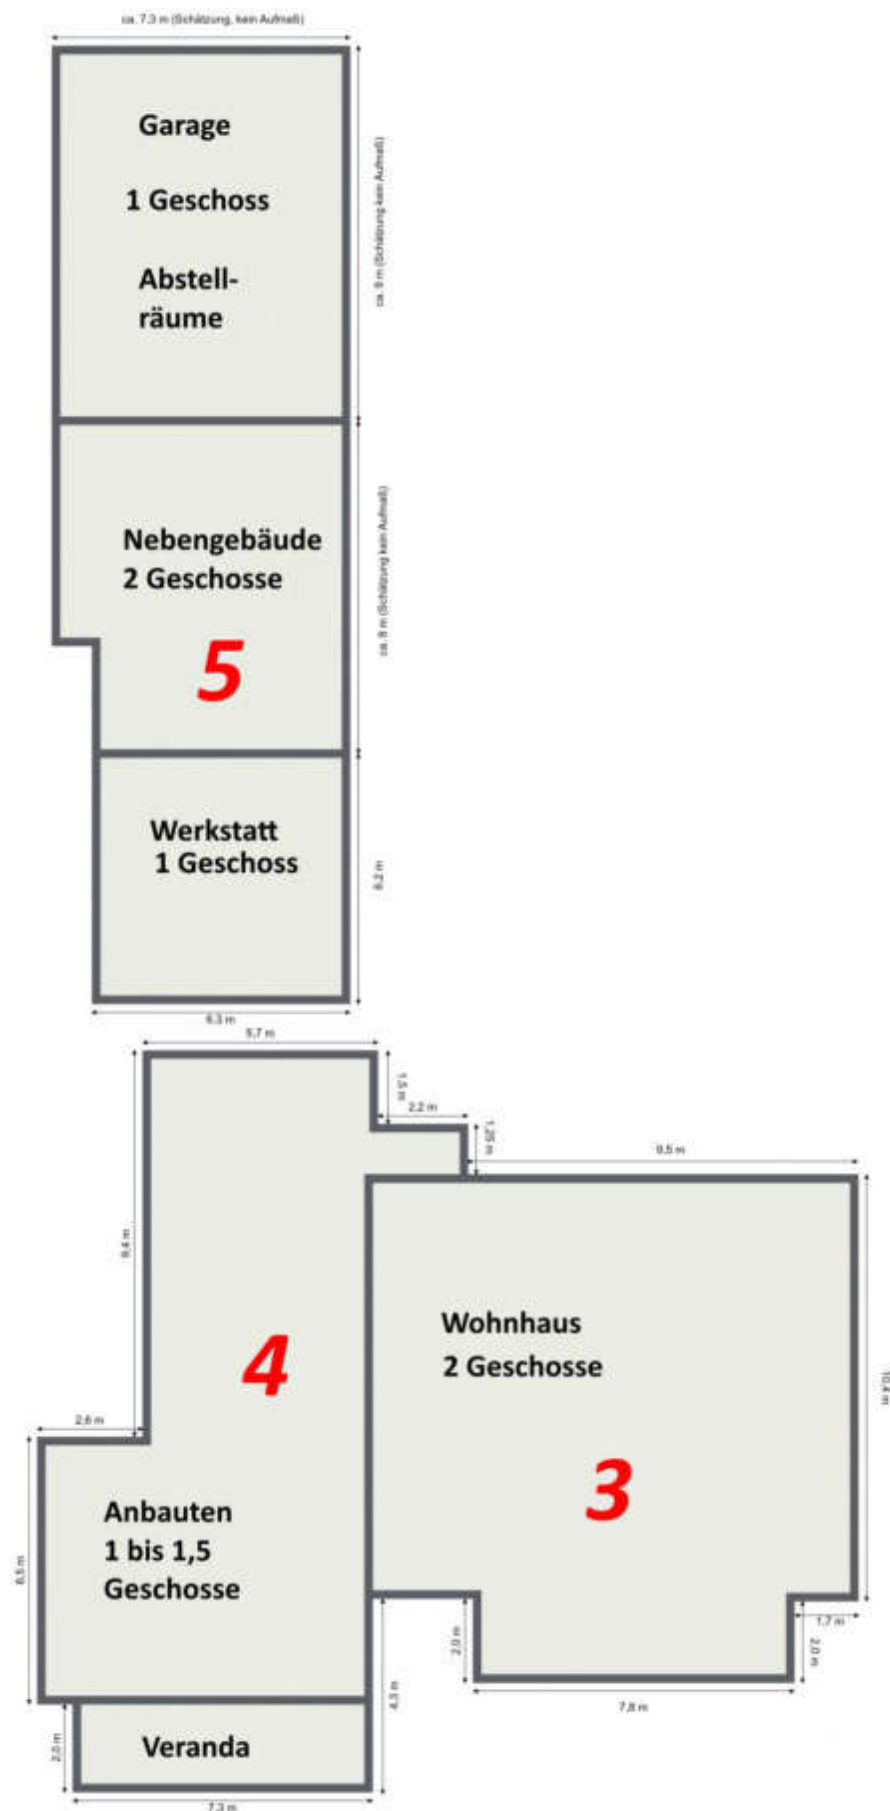 ca. 7.3 m (Schätzung, kein Aufmaß)
Garage
1 Geschoss
Abstell-
räume
ca. 9 m (Schätzung kein Aufmaß)
Nebengebäude
2 Geschosse
5
ca. 8 m (Schätzung kein Aufmaß)
Werkstatt
1 Geschoss
6,2 m
6.3 m
5,7 m
1,5 m
2,2 m
1,25 m
9,5 m
9,4 m
10,4 m
Wohnhaus
2 Geschosse
4
3
2,6 m
Anbauten
1 bis 1,5
Geschosse
6,5 m
2,0 m
1,7 m
2,0 m
4,3 m
7,8 m
Veranda
2,0 m
7,3 m